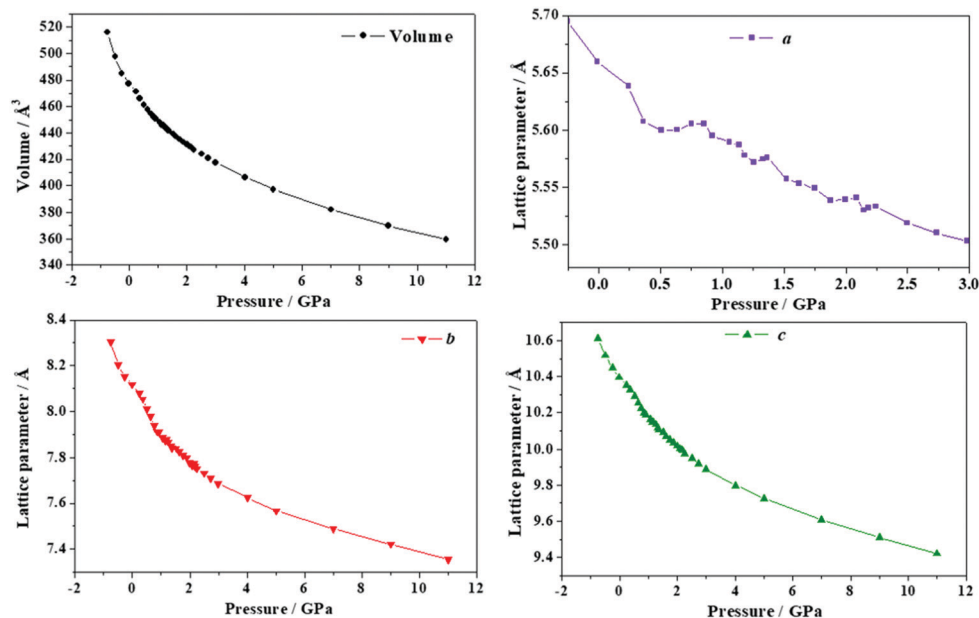 520
500
480
460
440
420
400
380
360
340
Volume / Å³
-2 0 2 4 6 8 10 12
Pressure / GPa
Volume
5.70
5.65
5.60
5.55
5.50
Lattice parameter / Å
0.0 0.5 1.0 1.5 2.0 2.5 3.0
Pressure / GPa
a
8.4
8.2
8.0
7.8
7.6
7.4
Lattice parameter / Å
-2 0 2 4 6 8 10 12
Pressure / GPa
b
10.6
10.4
10.2
10.0
9.8
9.6
9.4
Lattice parameter / Å
-2 0 2 4 6 8 10 12
Pressure / GPa
c